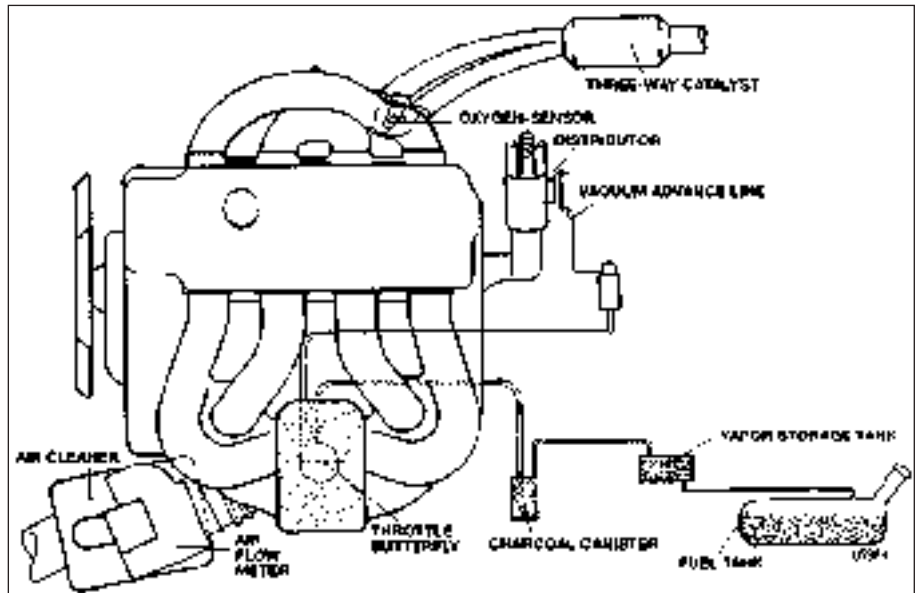 THREE-WAY CATALYST
OXYGEN-SENSOR
DISTRIBUTOR
VACUUM ADVANCE LINE
AIR CLEANER
VAPOR STORAGE TANK
THROTTLE
BUTTERFLY
CHARCOAL CANISTER
AIR
FLOW
METER
FUEL TANK